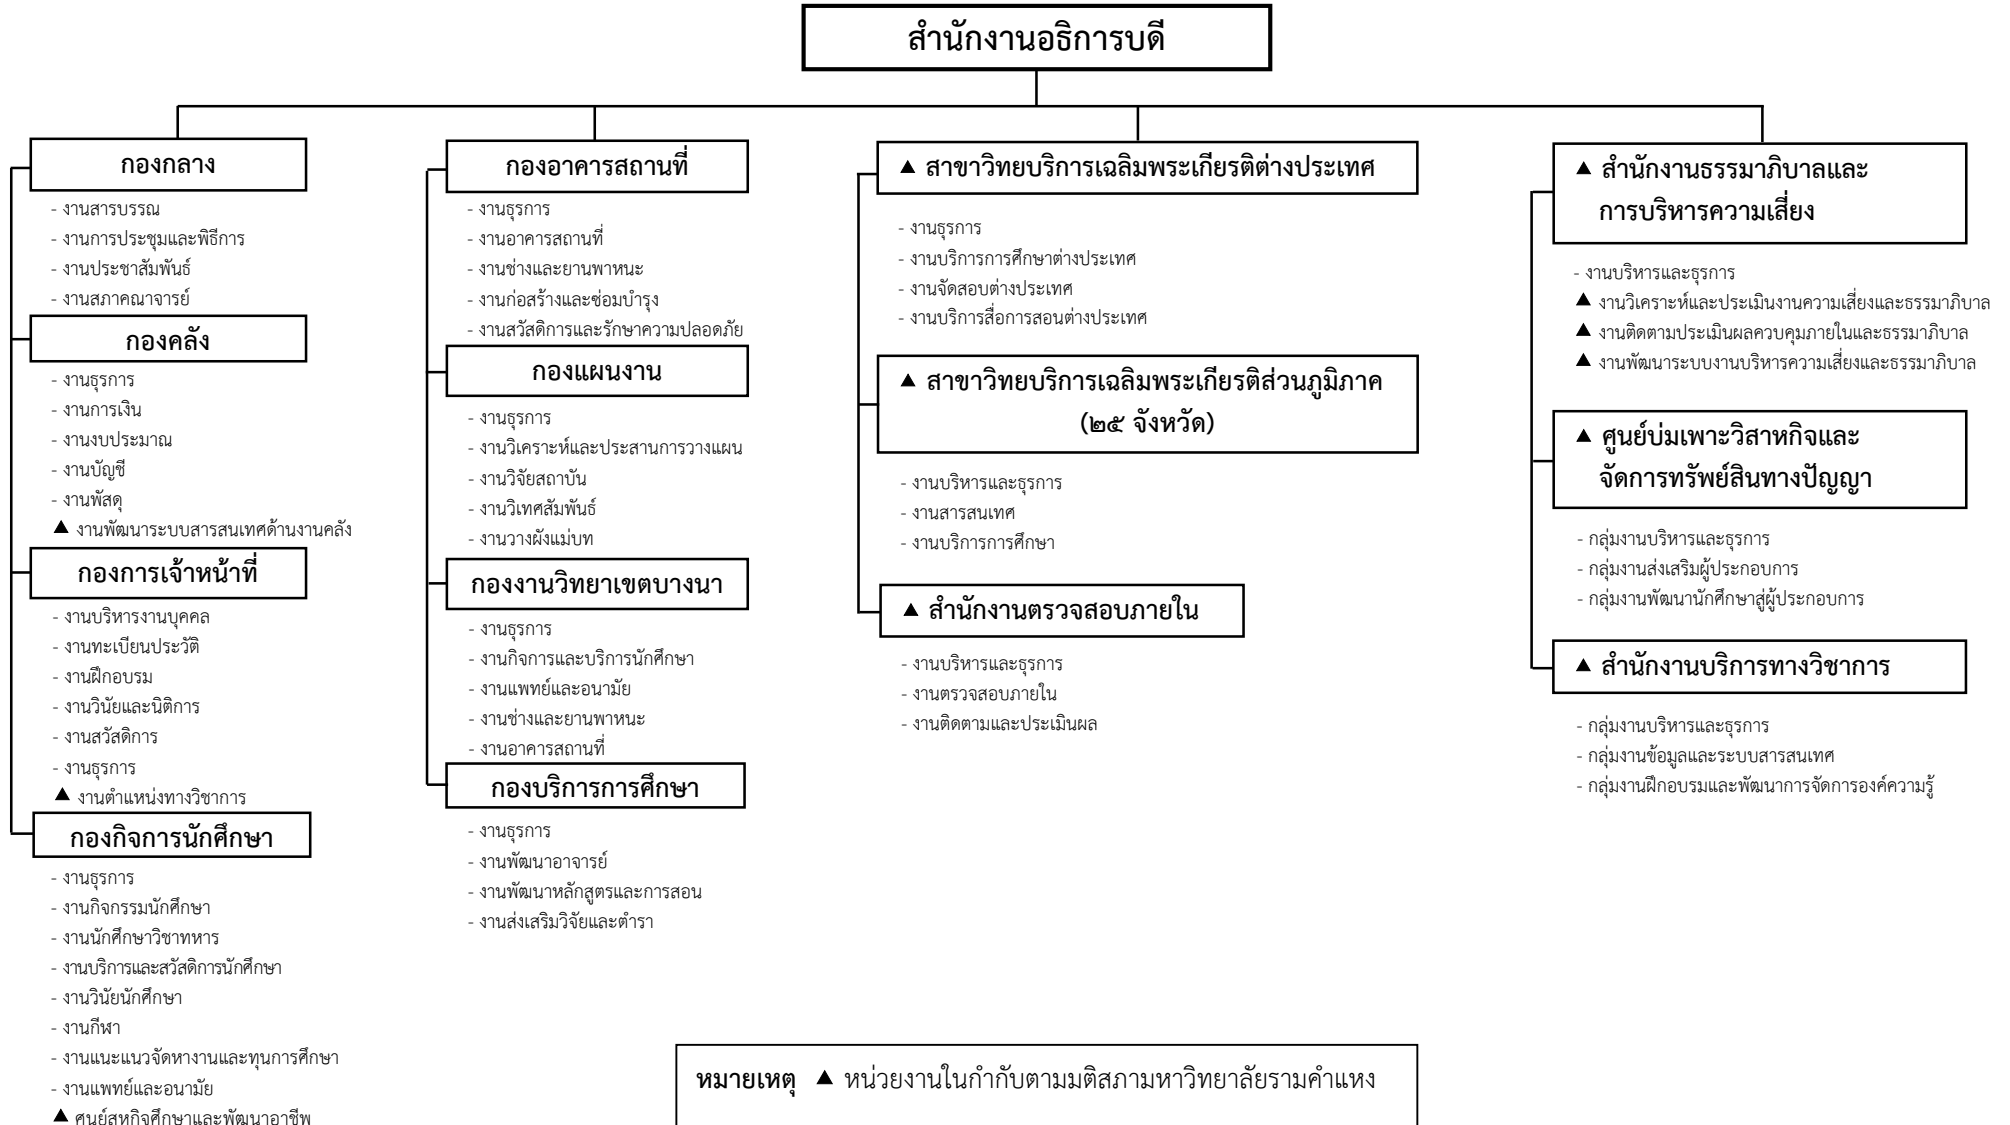 สำนักงานอธิการบดี
กองกลาง
- งานสารบรรณ
- งานการประชุมและพิธีการ
- งานประชาสัมพันธ์
- งานสภาคณาจารย์
กองคลัง
- งานธุรการ
- งานการเงิน
- งานงบประมาณ
- งานบัญชี
- งานพัสดุ
▲ งานพัฒนาระบบสารสนเทศด้านงานคลัง
กองการเจ้าหน้าที่
- งานบริหารงานบุคคล
- งานทะเบียนประวัติ
- งานฝึกอบรม
- งานวินัยและนิติการ
- งานสวัสดิการ
- งานธุรการ
▲ งานตำแหน่งทางวิชาการ
กองกิจการนักศึกษา
- งานธุรการ
- งานกิจกรรมนักศึกษา
- งานนักศึกษาวิชาทหาร
- งานบริการและสวัสดิการนักศึกษา
- งานวินัยนักศึกษา
- งานกีฬา
- งานแนะแนวจัดหางานและทุนการศึกษา
- งานแพทย์และอนามัย
▲ ศูนย์สหกิจศึกษาและพัฒนาอาชีพ
กองอาคารสถานที่
- งานธุรการ
- งานอาคารสถานที่
- งานช่างและยานพาหนะ
- งานก่อสร้างและซ่อมบำรุง
- งานสวัสดิการและรักษาความปลอดภัย
กองแผนงาน
- งานธุรการ
- งานวิเคราะห์และประสานการวางแผน
- งานวิจัยสถาบัน
- งานวิเทศสัมพันธ์
- งานวางผังแม่บท
กองงานวิทยาเขตบางนา
- งานธุรการ
- งานกิจการและบริการนักศึกษา
- งานแพทย์และอนามัย
- งานช่างและยานพาหนะ
- งานอาคารสถานที่
กองบริการการศึกษา
- งานธุรการ
- งานพัฒนาอาจารย์
- งานพัฒนาหลักสูตรและการสอน
- งานส่งเสริมวิจัยและตำรา
▲ สาขาวิทยบริการเฉลิมพระเกียรติต่างประเทศ
- งานธุรการ
- งานบริการการศึกษาต่างประเทศ
- งานจัดสอบต่างประเทศ
- งานบริการสื่อการสอนต่างประเทศ
▲ สาขาวิทยบริการเฉลิมพระเกียรติส่วนภูมิภาค
(๒๕ จังหวัด)
- งานบริหารและธุรการ
- งานสารสนเทศ
- งานบริการการศึกษา
▲ สำนักงานตรวจสอบภายใน
- งานบริหารและธุรการ
- งานตรวจสอบภายใน
- งานติดตามและประเมินผล
▲ สำนักงานธรรมาภิบาลและ
การบริหารความเสี่ยง
- งานบริหารและธุรการ
▲ งานวิเคราะห์และประเมินงานความเสี่ยงและธรรมาภิบาล
▲ งานติดตามประเมินผลควบคุมภายในและธรรมาภิบาล
▲ งานพัฒนาระบบงานบริหารความเสี่ยงและธรรมาภิบาล
▲ ศูนย์บ่มเพาะวิสาหกิจและ
จัดการทรัพย์สินทางปัญญา
- กลุ่มงานบริหารและธุรการ
- กลุ่มงานส่งเสริมผู้ประกอบการ
- กลุ่มงานพัฒนานักศึกษาสู่ผู้ประกอบการ
▲ สำนักงานบริการทางวิชาการ
- กลุ่มงานบริหารและธุรการ
- กลุ่มงานข้อมูลและระบบสารสนเทศ
- กลุ่มงานฝึกอบรมและพัฒนาการจัดการองค์ความรู้
หมายเหตุ ▲ หน่วยงานในกำกับตามมติสภามหาวิทยาลัยรามคำแหง